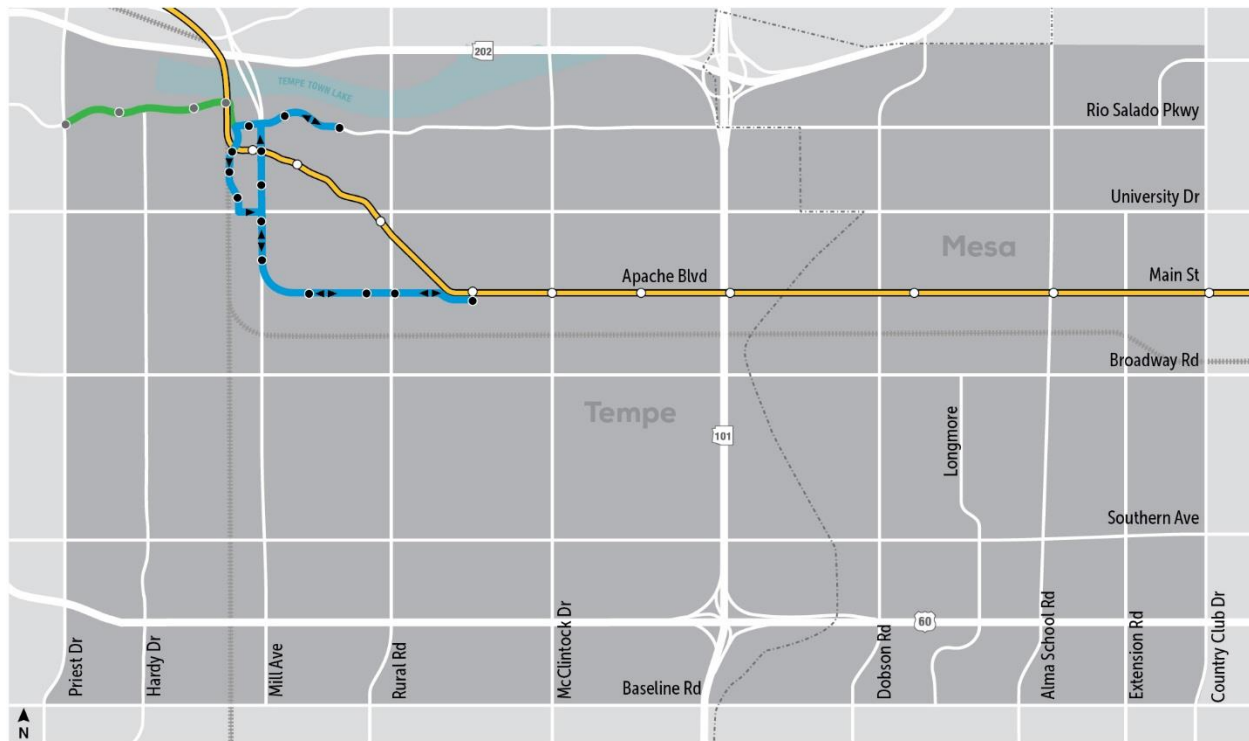 202
TEMPE TOWN LAKE
Rio Salado Pkwy
University Dr
Mesa
Apache Blvd
Main St
Broadway Rd
Tempe
101
Longmore
Southern Ave
60
Priest Dr
Hardy Dr
Mill Ave
Rural Rd
McClintock Dr
Baseline Rd
Dobson Rd
Alma School Rd
Extension Rd
Country Club Dr
N